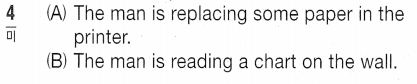 4 (A) The man is replacing some paper in the
미 printer.
(B) The man is reading a chart on the wall.